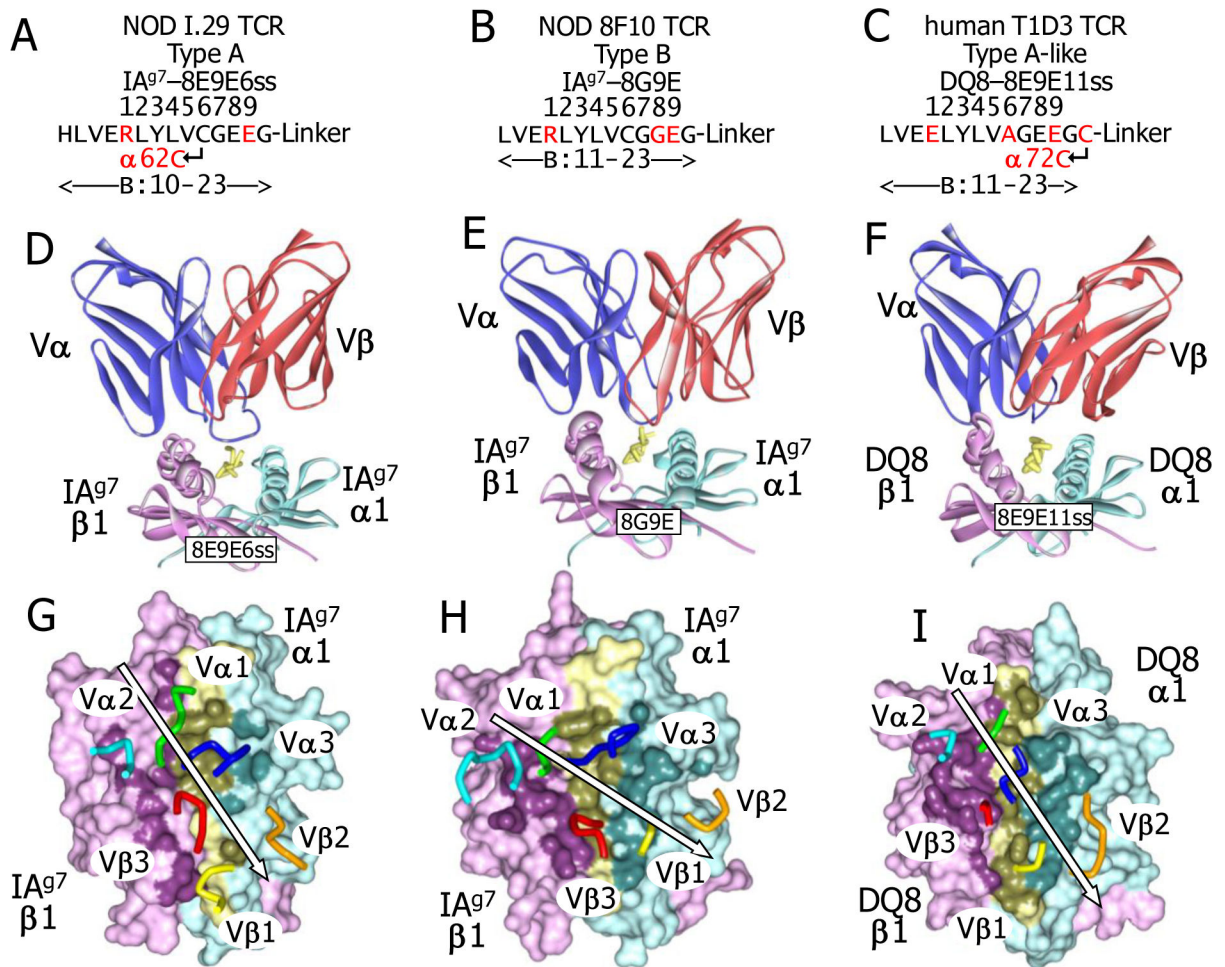 A
NOD I.29 TCR
Type A
IAg7–8E9E6ss
123456789
HLVERLYLVCGEEG-Linker
α62C
<——B:10-23——>
B
NOD 8F10 TCR
Type B
IAg7–8G9E
123456789
LVERLYLVCGGEG-Linker
<——B:11-23——>
C
human T1D3 TCR
Type A-like
DQ8–8E9E11ss
123456789
LVEELYLVAGEEGC-Linker
α72C
<——B:11-23——>
D
Vα
Vβ
IAg7
β1
IAg7
α1
8E9E6ss
E
Vα
Vβ
IAg7
β1
IAg7
α1
8G9E
F
Vα
Vβ
DQ8
β1
DQ8
α1
8E9E11ss
G
IAg7
α1
Vα1
Vα2
Vα3
Vβ2
Vβ3
Vβ1
IAg7
β1
H
IAg7
α1
Vα1
Vα2
Vα3
Vβ2
Vβ1
Vβ3
IAg7
β1
I
DQ8
α1
Vα1
Vα2
Vα3
Vβ2
Vβ3
Vβ1
DQ8
β1